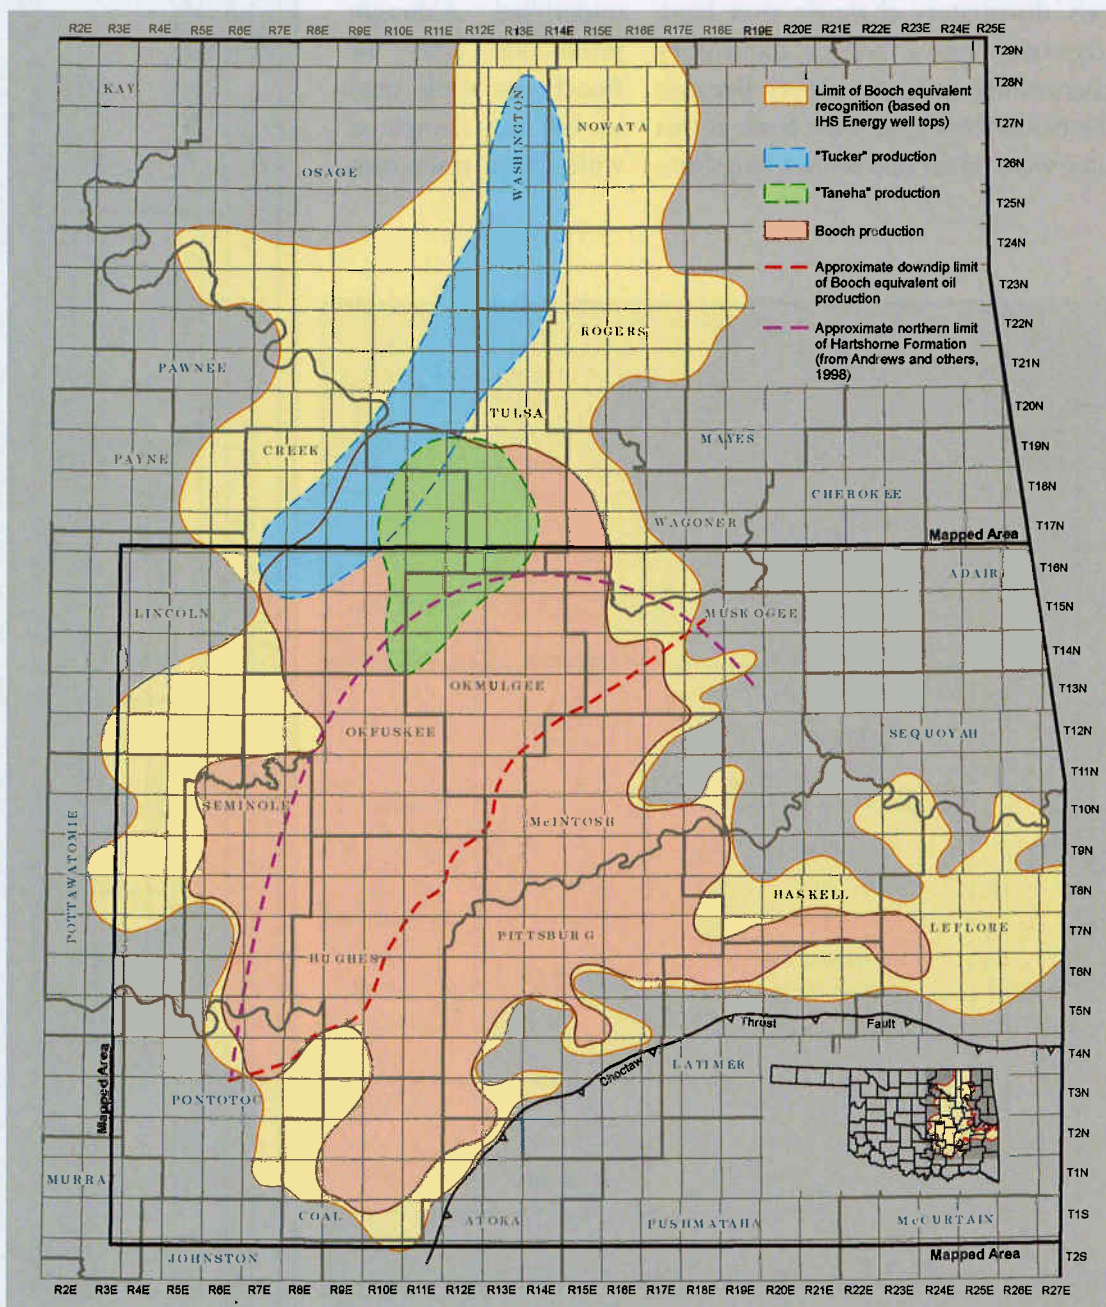 R2E R3E R4E R5E R6E R7E R8E R9E R10E R11E R12E R13E R14E R15E R16E R17E R18E R19E R20E R21E R22E R23E R24E R25E
T29N
T28N
T27N
T26N
T25N
T24N
T23N
T22N
T21N
T20N
T19N
T18N
T17N
T16N
T15N
T14N
T13N
T12N
T11N
T10N
T9N
T8N
T7N
T6N
T5N
T4N
T3N
T2N
T1N
T1S
T2S
Limit of Booch equivalent
recognition (based on
IHS Energy well tops)
"Tucker" production
"Taneha" production
Booch production
Approximate downdip limit
of Booch equivalent oil
production
Approximate northern limit
of Hartshorne Formation
(from Andrews and others,
1998)
KAY
OSAGE
WASHINGTON
NOWATA
ROGERS
PAWNEE
TULSA
CREEK
PAYNE
MAYES
CHEROKEE
WAGONER
Mapped Area
ADAIR
LINCOLN
MUSKOGEE
OKMULGEE
OKFUSKEE
SEQUOYAH
SEMINOLE
McINTOSH
POTTAWATOMIE
HASKELL
LEFLORE
PITTSBURG
HUGHES
Choctaw Thrust Fault
LATIMER
Mapped Area
PONTOTOC
MURRA
COAL
ATOKA
PUSHMATAHA
McCURTAIN
JOHNSTON
Mapped Area
R2E R3E R4E R5E R6E R7E R8E R9E R10E R11E R12E R13E R14E R15E R16E R17E R18E R19E R20E R21E R22E R23E R24E R25E R26E R27E